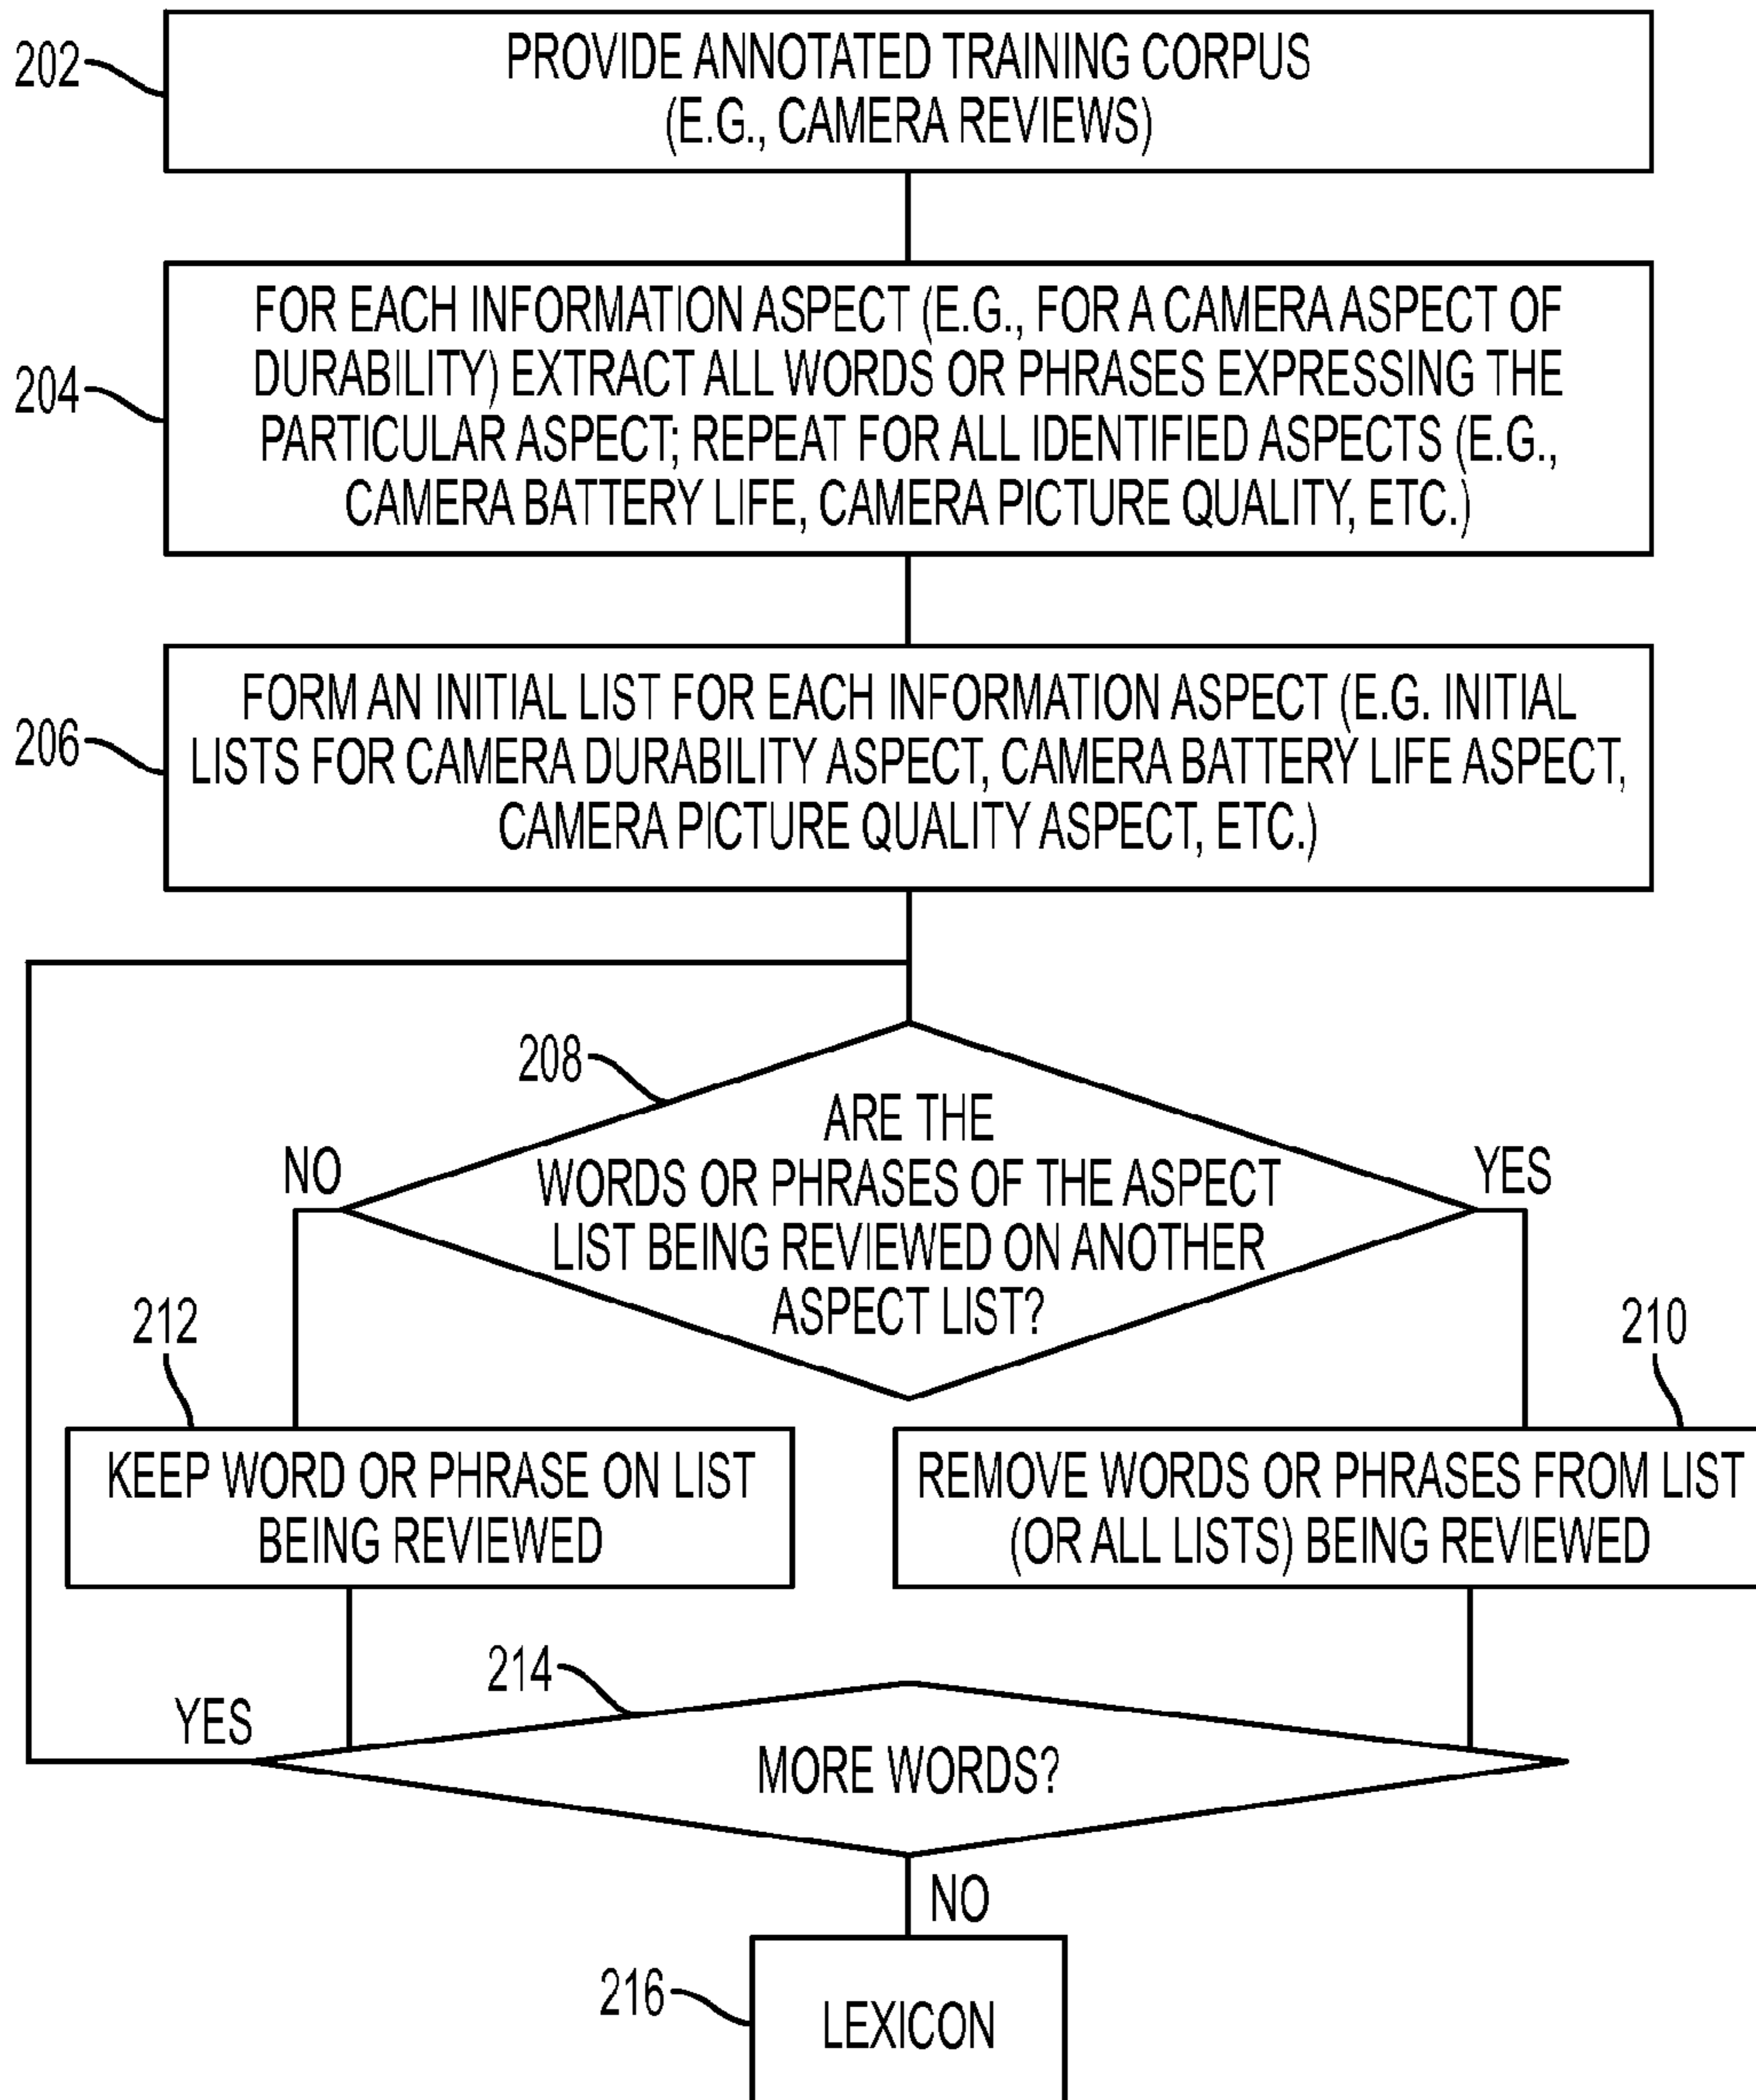 202
PROVIDE ANNOTATED TRAINING CORPUS
(E.G., CAMERA REVIEWS)
204
FOR EACH INFORMATION ASPECT (E.G., FOR A CAMERA ASPECT OF
DURABILITY) EXTRACT ALL WORDS OR PHRASES EXPRESSING THE
PARTICULAR ASPECT; REPEAT FOR ALL IDENTIFIED ASPECTS (E.G.,
CAMERA BATTERY LIFE, CAMERA PICTURE QUALITY, ETC.)
206
FORM AN INITIAL LIST FOR EACH INFORMATION ASPECT (E.G. INITIAL
LISTS FOR CAMERA DURABILITY ASPECT, CAMERA BATTERY LIFE ASPECT,
CAMERA PICTURE QUALITY ASPECT, ETC.)
208
ARE THE
WORDS OR PHRASES OF THE ASPECT
LIST BEING REVIEWED ON ANOTHER
ASPECT LIST?
NO
YES
212
KEEP WORD OR PHRASE ON LIST
BEING REVIEWED
210
REMOVE WORDS OR PHRASES FROM LIST
(OR ALL LISTS) BEING REVIEWED
214
YES
MORE WORDS?
NO
216
LEXICON